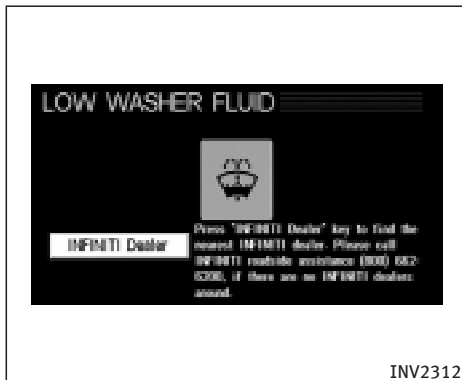 LOW WASHER FLUID
INFINITI Dealer
Press "INFINITI Dealer" key to find the
nearest INFINITI dealer. Please call
INFINITI roadside assistance (800) 662-
6200, if there are no INFINITI dealers
around.
INV2312